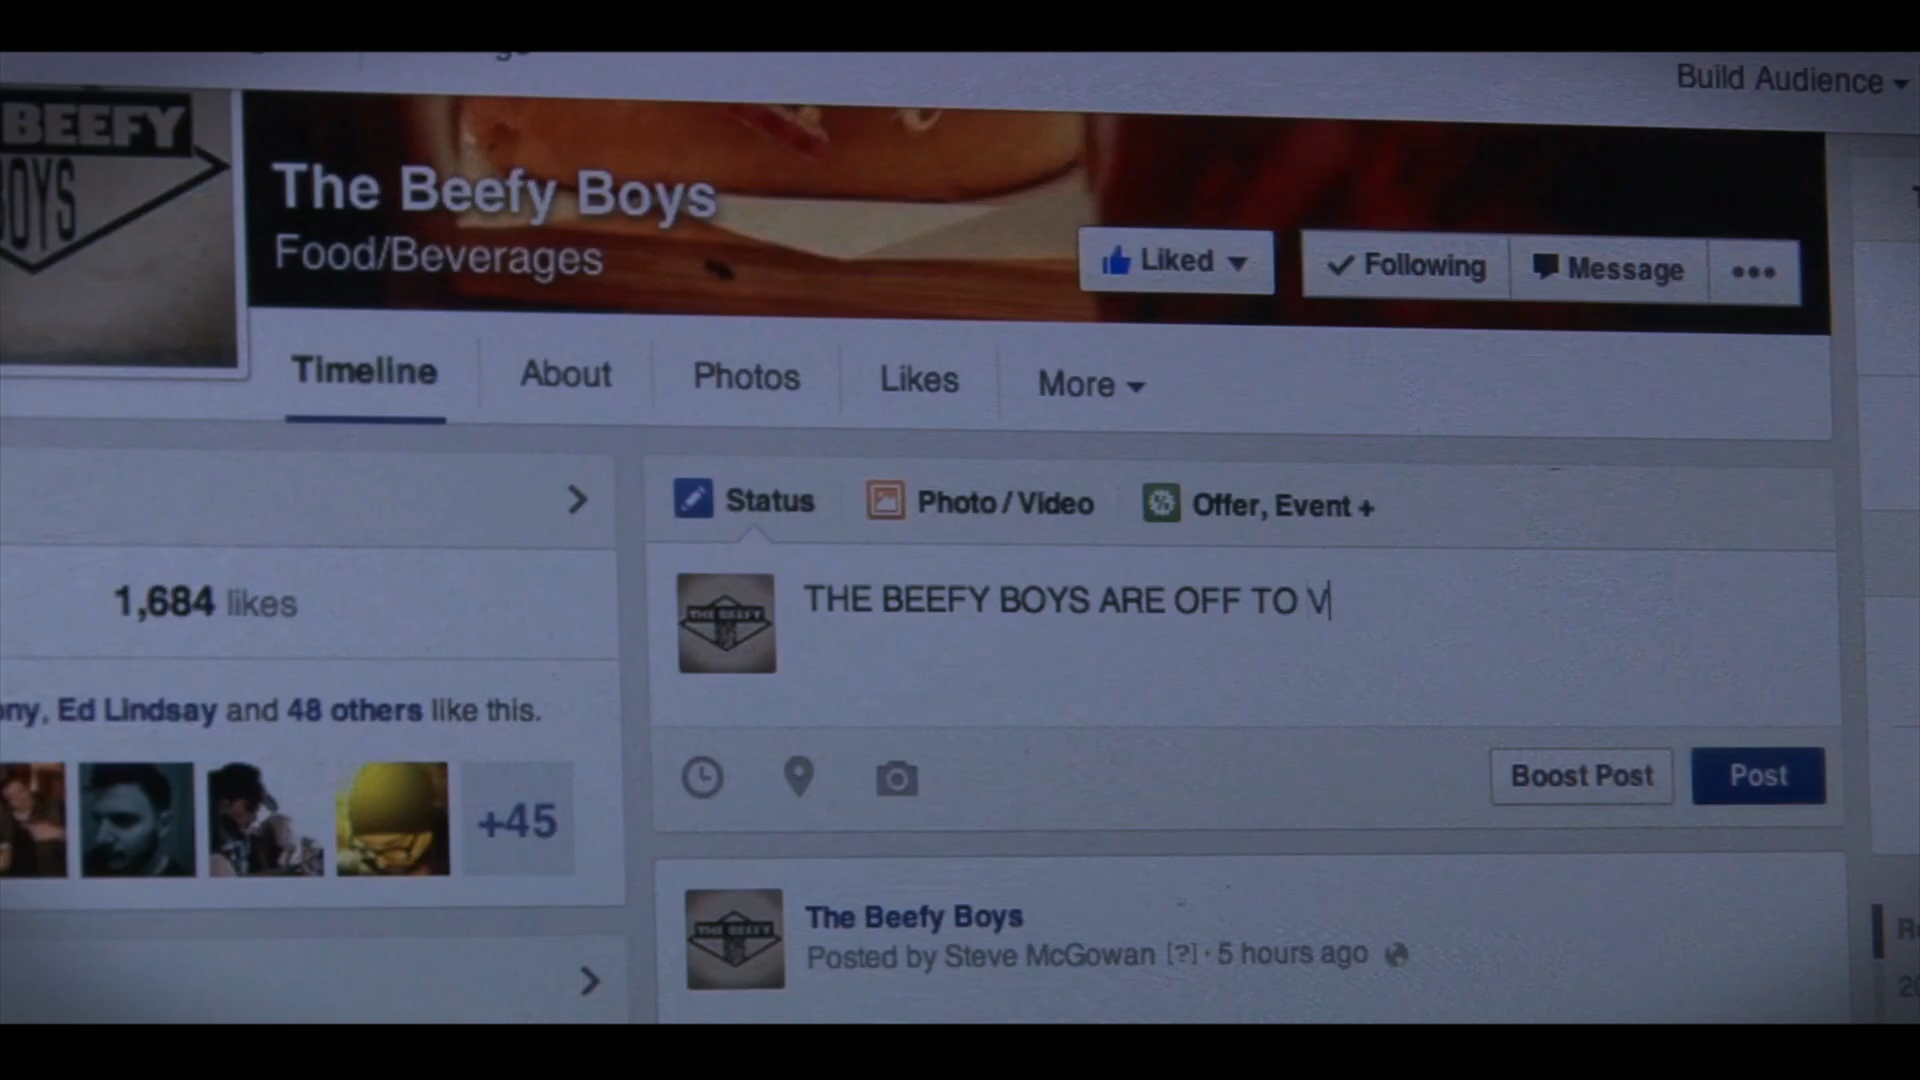 Build Audience
BEEFY
BOYS
The Beefy Boys
Food/Beverages
Liked
Following
Message
Timeline
About
Photos
Likes
More
Status
Photo / Video
Offer, Event +
THE BEEFY BOYS ARE OFF TO V
1,684 likes
Ed Lindsay and 48 others like this.
+45
Boost Post
Post
The Beefy Boys
Posted by Steve McGowan [?] · 5 hours ago